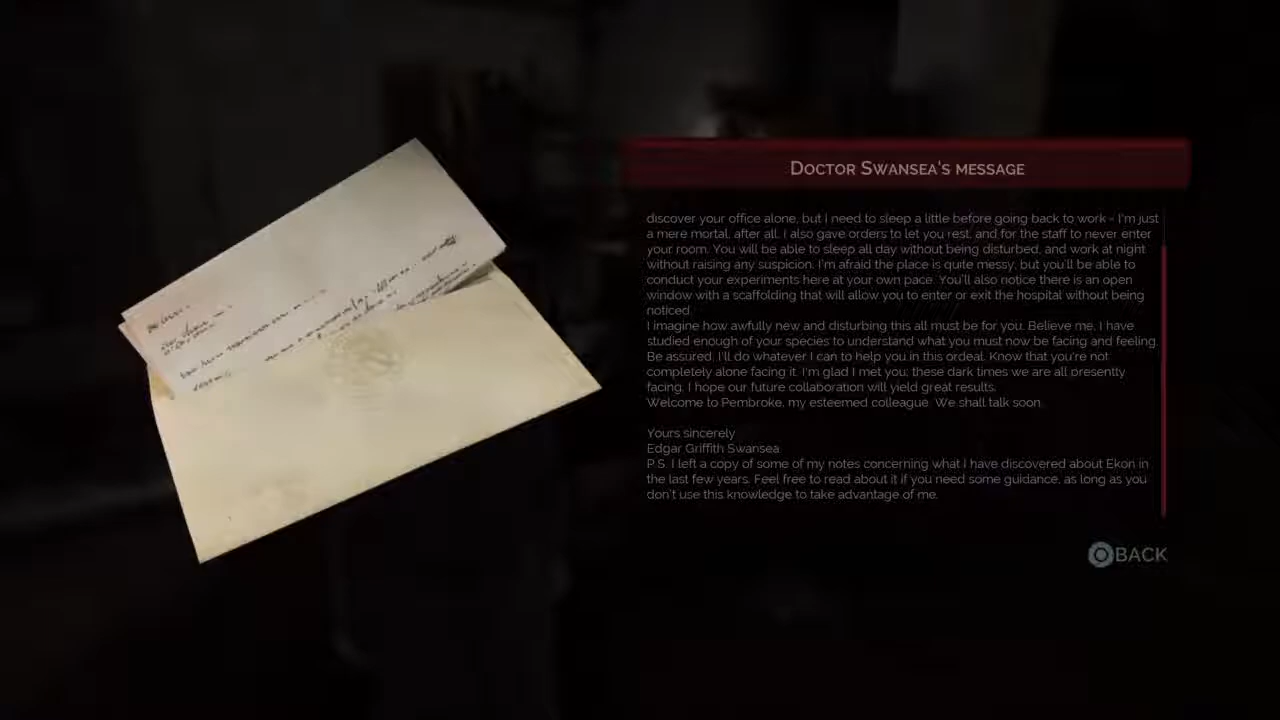 DOCTOR SWANSEA'S MESSAGE
discover your office alone, but I need to sleep a little before going back to work - I'm just
a mere mortal, after all. I also gave orders to let you rest, and for the staff to never enter
your room. You will be able to sleep all day without being disturbed, and work at night
without raising any suspicion. I'm afraid the place is quite messy, but you'll be able to
conduct your experiments here at your own pace. You'll also notice there is an open
window with a scaffolding that will allow you to enter or exit the hospital without being
noticed.
I imagine how awfully new and disturbing this all must be for you. Believe me, I have
studied enough of your species to understand what you must now be facing and feeling.
Be assured, I'll do whatever I can to help you in this ordeal. Know that you're not
completely alone facing it. I'm glad I met you; these dark times we are all presently
facing. I hope our future collaboration will yield great results.
Welcome to Pembroke, my esteemed colleague. We shall talk soon.
Yours sincerely
Edgar Griffith Swansea
P.S. I left a copy of some of my notes concerning what I have discovered about Ekon in
the last few years. Feel free to read about it if you need some guidance, as long as you
don't use this knowledge to take advantage of me.
BACK